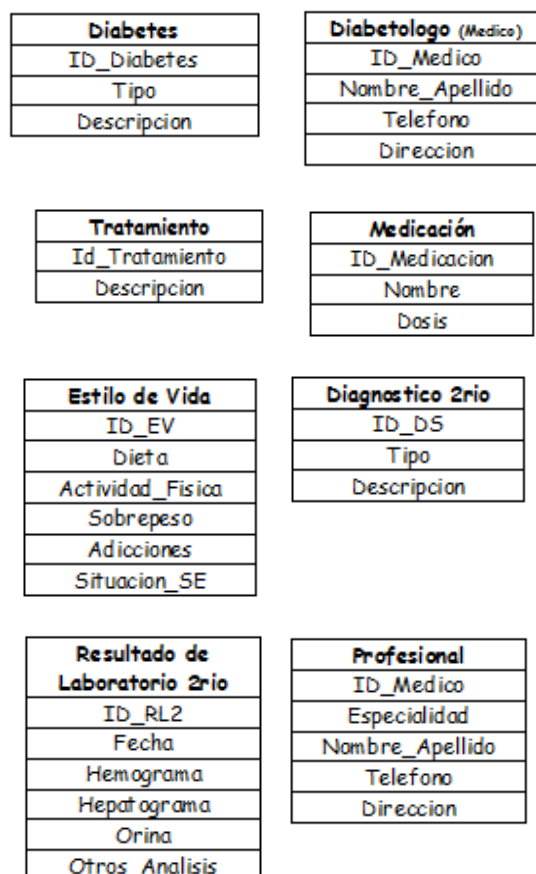 Diabetes
ID_Diabetes
Tipo
Descripcion
Diabetologo (Medico)
ID_Medico
Nombre_Apellido
Telefono
Direccion
Tratamiento
Id_Tratamiento
Descripcion
Medicación
ID_Medicacion
Nombre
Dosis
Estilo de Vida
ID_EV
Dieta
Actividad_Fisica
Sobrepeso
Adicciones
Situacion_SE
Diagnostico 2rio
ID_DS
Tipo
Descripcion
Resultado de
Laboratorio 2rio
ID_RL2
Fecha
Hemograma
Hepatograma
Orina
Otros_Analisis
Profesional
ID_Medico
Especialidad
Nombre_Apellido
Telefono
Direccion